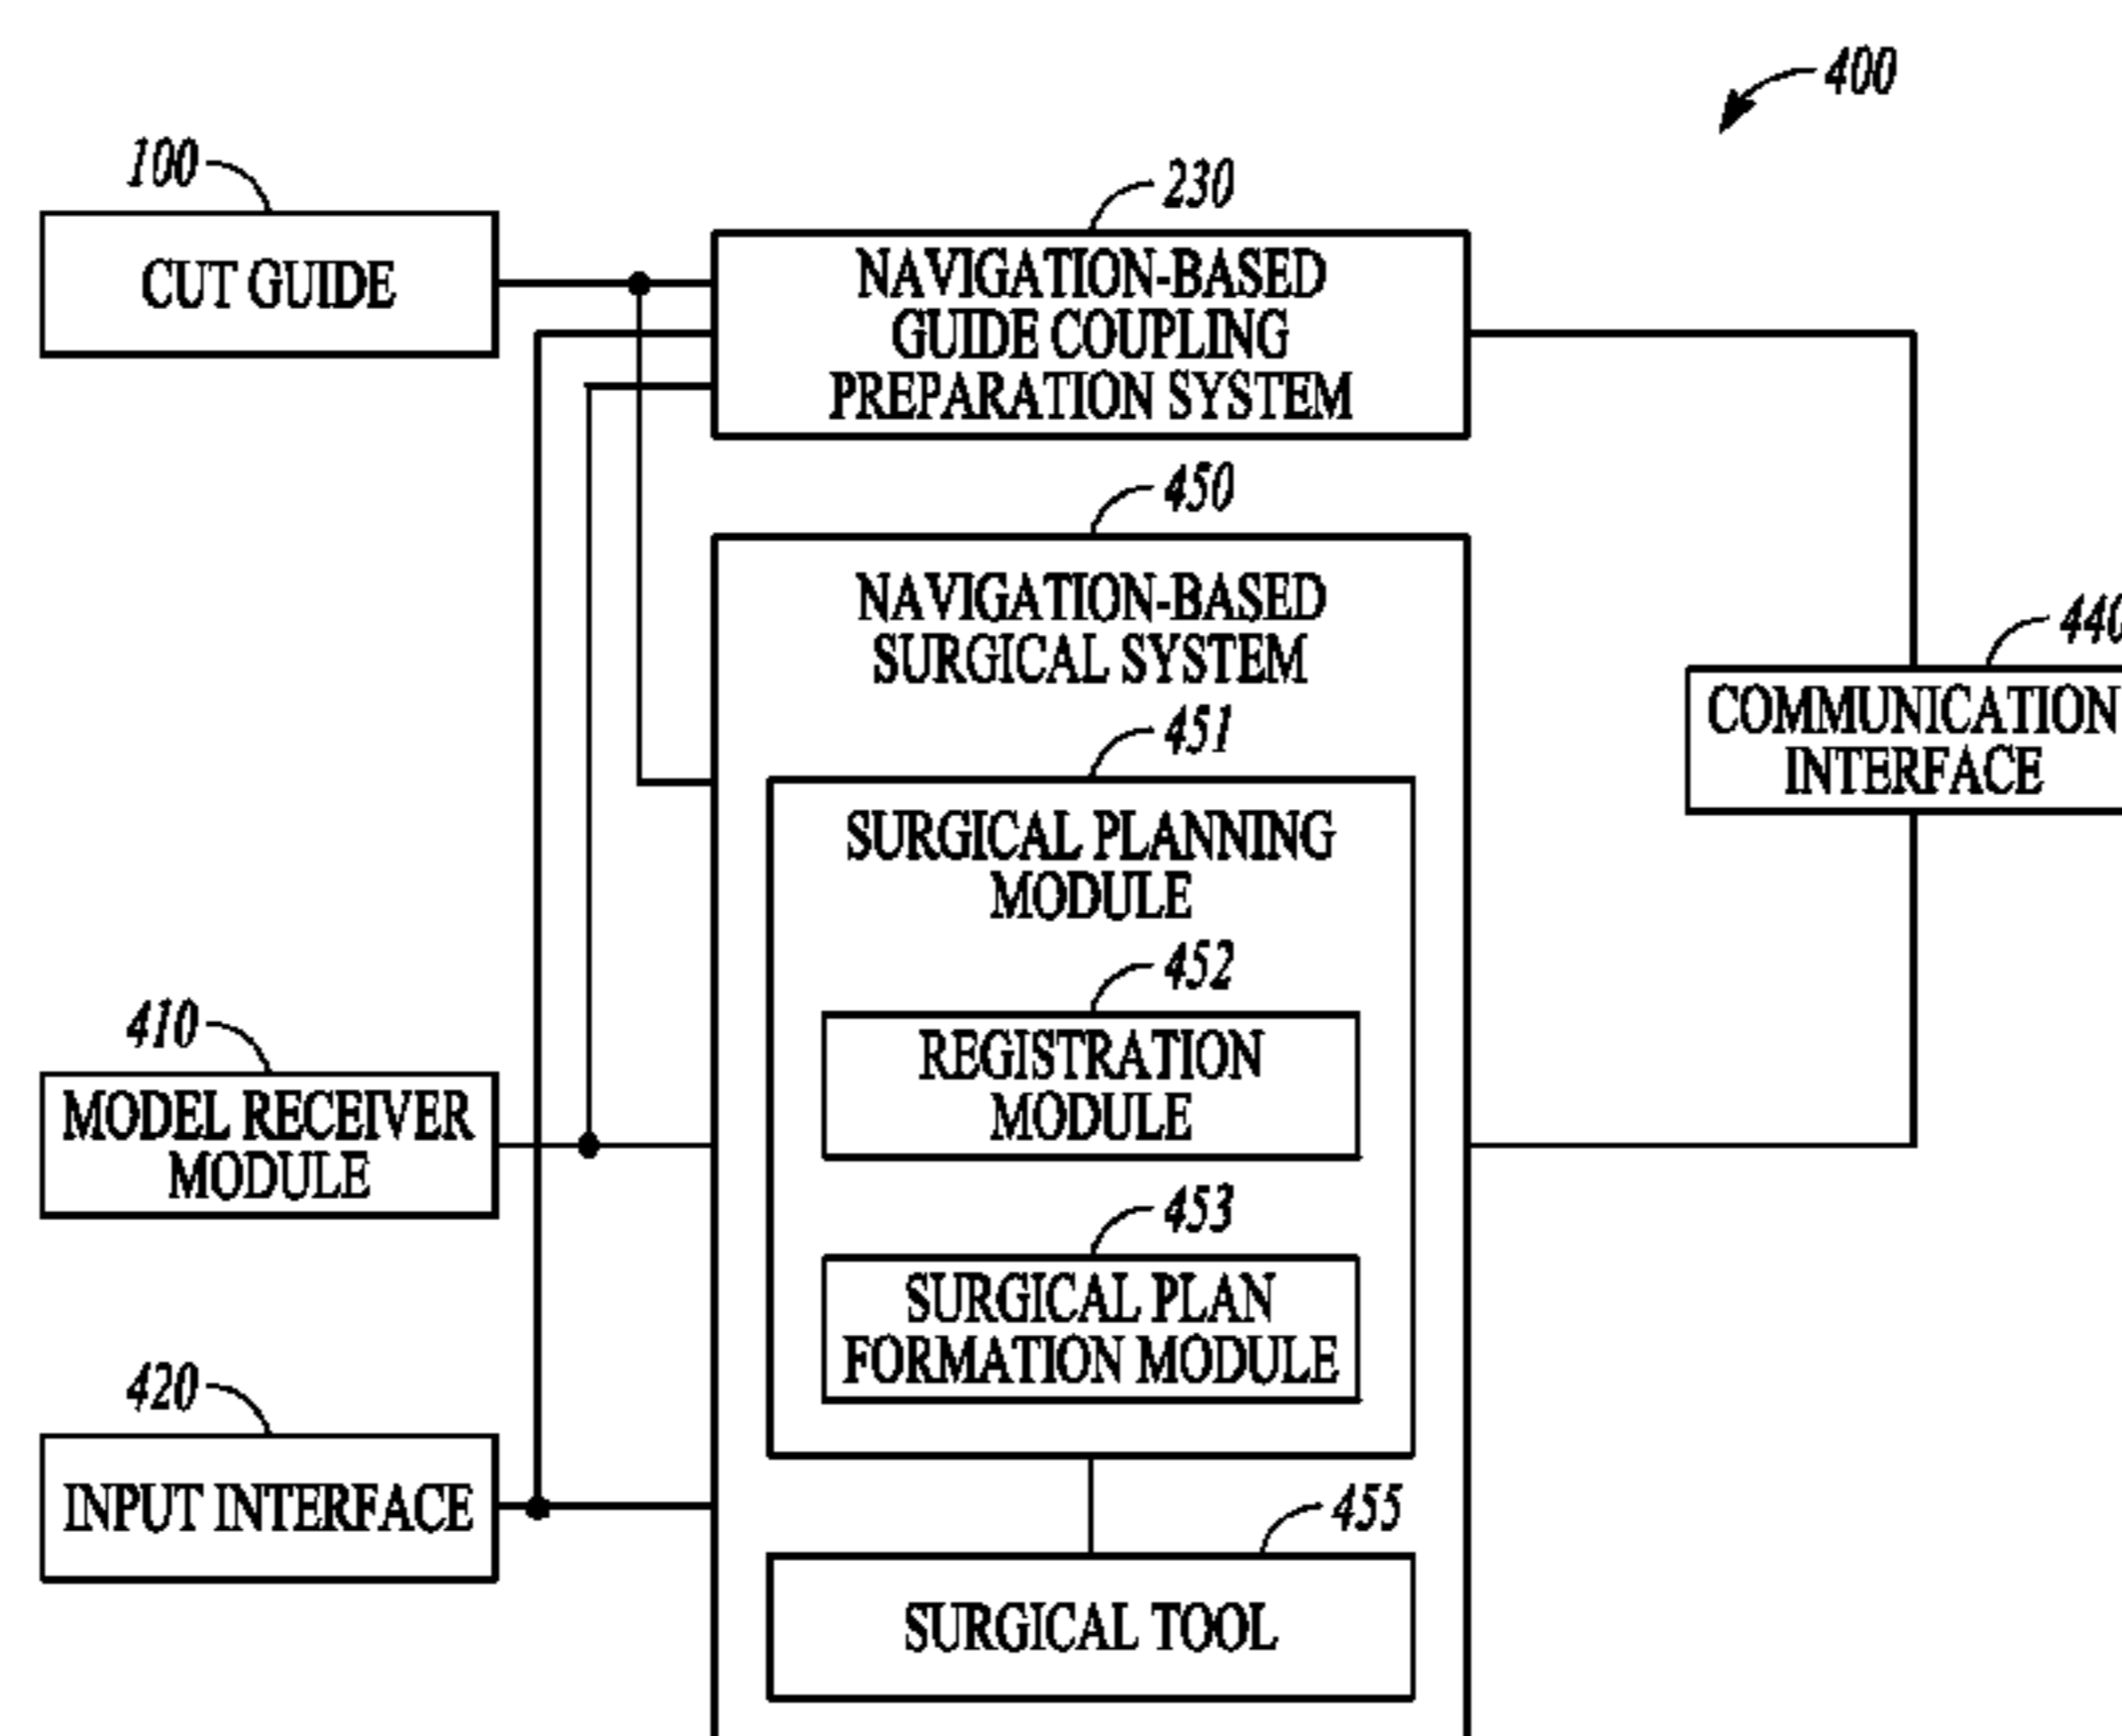 400
100
CUT GUIDE
230
NAVIGATION-BASED
GUIDE COUPLING
PREPARATION SYSTEM
450
NAVIGATION-BASED
SURGICAL SYSTEM
440
COMMUNICATION
INTERFACE
451
SURGICAL PLANNING
MODULE
452
REGISTRATION
MODULE
410
MODEL RECEIVER
MODULE
453
SURGICAL PLAN
FORMATION MODULE
420
INPUT INTERFACE
455
SURGICAL TOOL